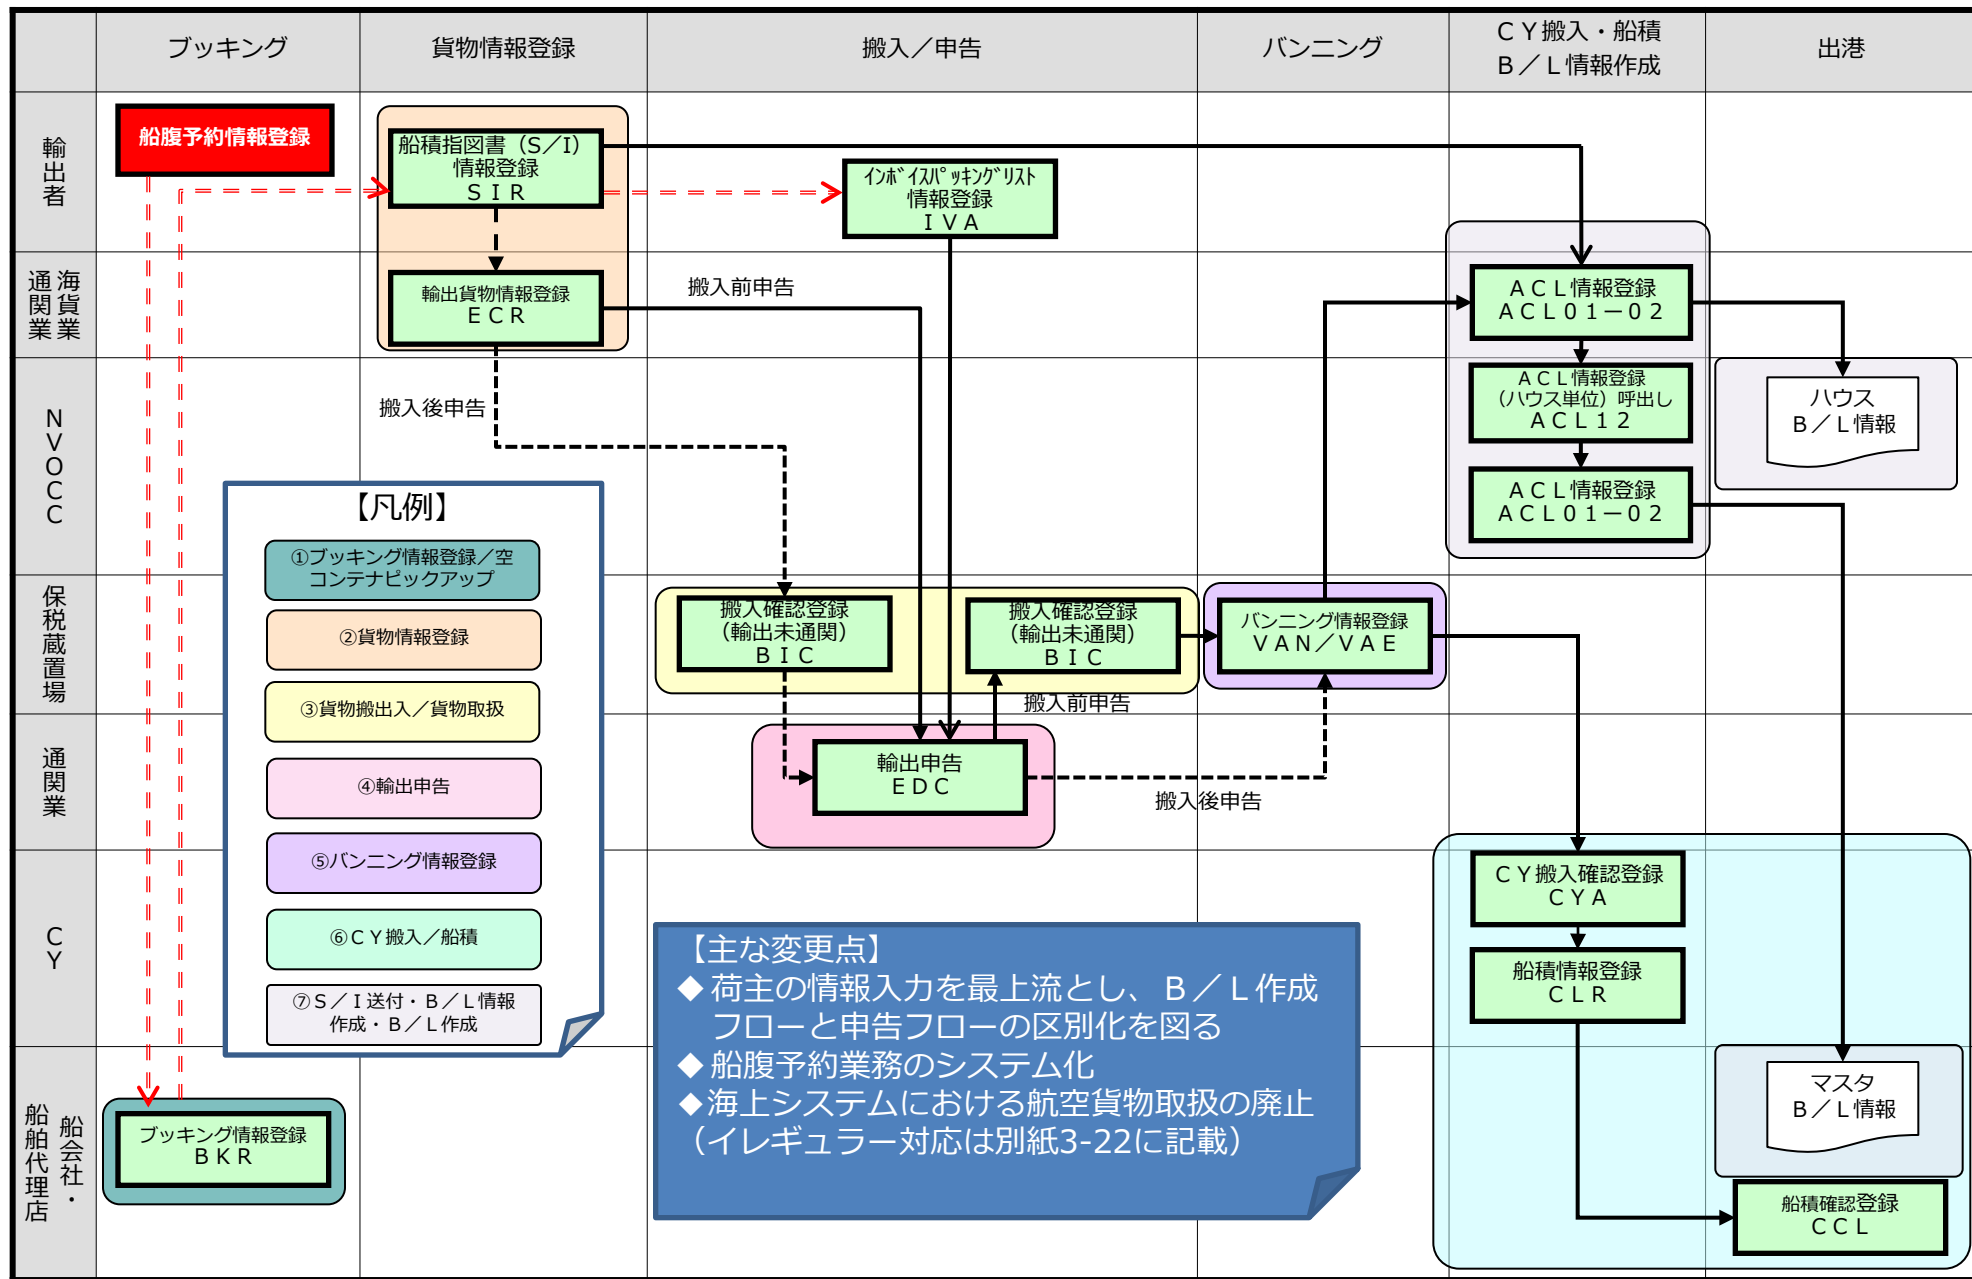 ブッキング
貨物情報登録
搬入／申告
バンニング
ＣＹ搬入・船積
Ｂ／Ｌ情報作成
出港
輸出者
船腹予約情報登録
船積指図書（S／I）
情報登録
ＳＩＲ
ｲﾝﾎﾞｲｽﾊﾟｯｷﾝｸﾞﾘｽﾄ
情報登録
ＩＶＡ
海貨業
通関業
輸出貨物情報登録
ＥＣＲ
搬入前申告
ＡＣＬ情報登録
ＡＣＬ０１－０２
ＮＶＯＣＣ
搬入後申告
ＡＣＬ情報登録
（ハウス単位）呼出し
ＡＣＬ１２
ハウス
Ｂ／Ｌ情報
ＡＣＬ情報登録
ＡＣＬ０１－０２
【凡例】
①ブッキング情報登録／空
コンテナピックアップ
②貨物情報登録
③貨物搬出入／貨物取扱
④輸出申告
⑤バンニング情報登録
⑥ＣＹ搬入／船積
⑦Ｓ／Ｉ送付・Ｂ／Ｌ情報
作成・Ｂ／Ｌ作成
保税蔵置場
搬入確認登録
（輸出未通関）
ＢＩＣ
搬入確認登録
（輸出未通関）
ＢＩＣ
バンニング情報登録
ＶＡＮ／ＶＡＥ
搬入前申告
通関業
輸出申告
ＥＤＣ
搬入後申告
ＣＹ
ＣＹ搬入確認登録
ＣＹＡ
船積情報登録
ＣＬＲ
【主な変更点】
◆ 荷主の情報入力を最上流とし、Ｂ／Ｌ作成
フローと申告フローの区別化を図る
◆ 船腹予約業務のシステム化
◆海上システムにおける航空貨物取扱の廃止
（イレギュラー対応は別紙3-22に記載）
船会社・
船舶代理店
ブッキング情報登録
ＢＫＲ
マスタ
Ｂ／Ｌ情報
船積確認登録
ＣＣＬ